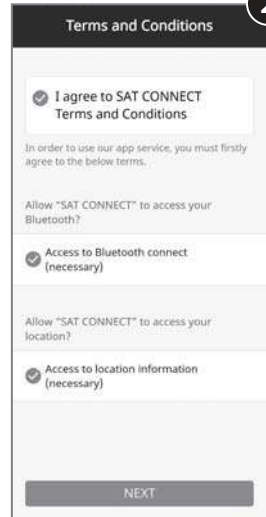 Terms and Conditions
I agree to SAT CONNECT
Terms and Conditions
In order to use our app service, you must firstly
agree to the below terms.
Allow "SAT CONNECT" to access your
Bluetooth?
Access to Bluetooth connect
(necessary)
Allow "SAT CONNECT" to access your
location?
Access to location information
(necessary)
NEXT